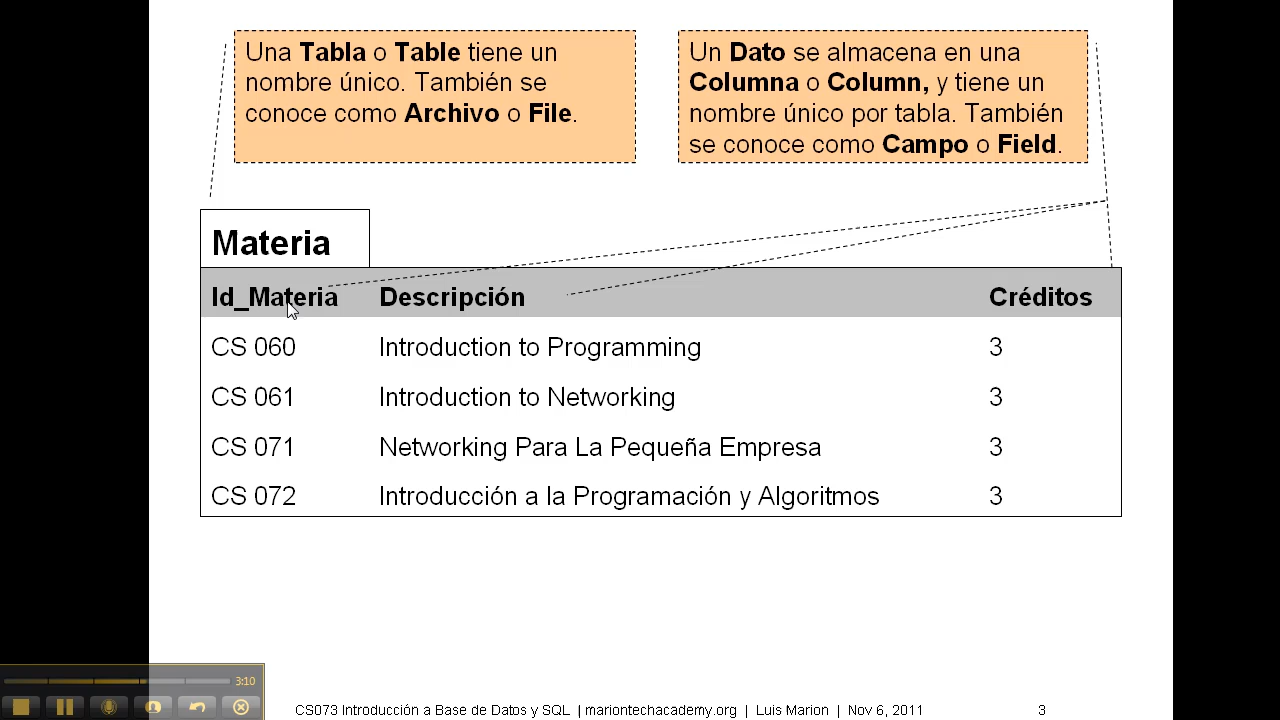 Una Tabla o Table tiene un
nombre único. También se
conoce como Archivo o File.
Un Dato se almacena en una
Columna o Column, y tiene un
nombre único por tabla. También
se conoce como Campo o Field.
Materia
Id_Materia Descripción Créditos
CS 060 Introduction to Programming 3
CS 061 Introduction to Networking 3
CS 071 Networking Para La Pequeña Empresa 3
CS 072 Introducción a la Programación y Algoritmos 3
3:10
CS073 Introducción a Base de Datos y SQL | mariontechacademy.org | Luis Marion | Nov 6, 2011 3